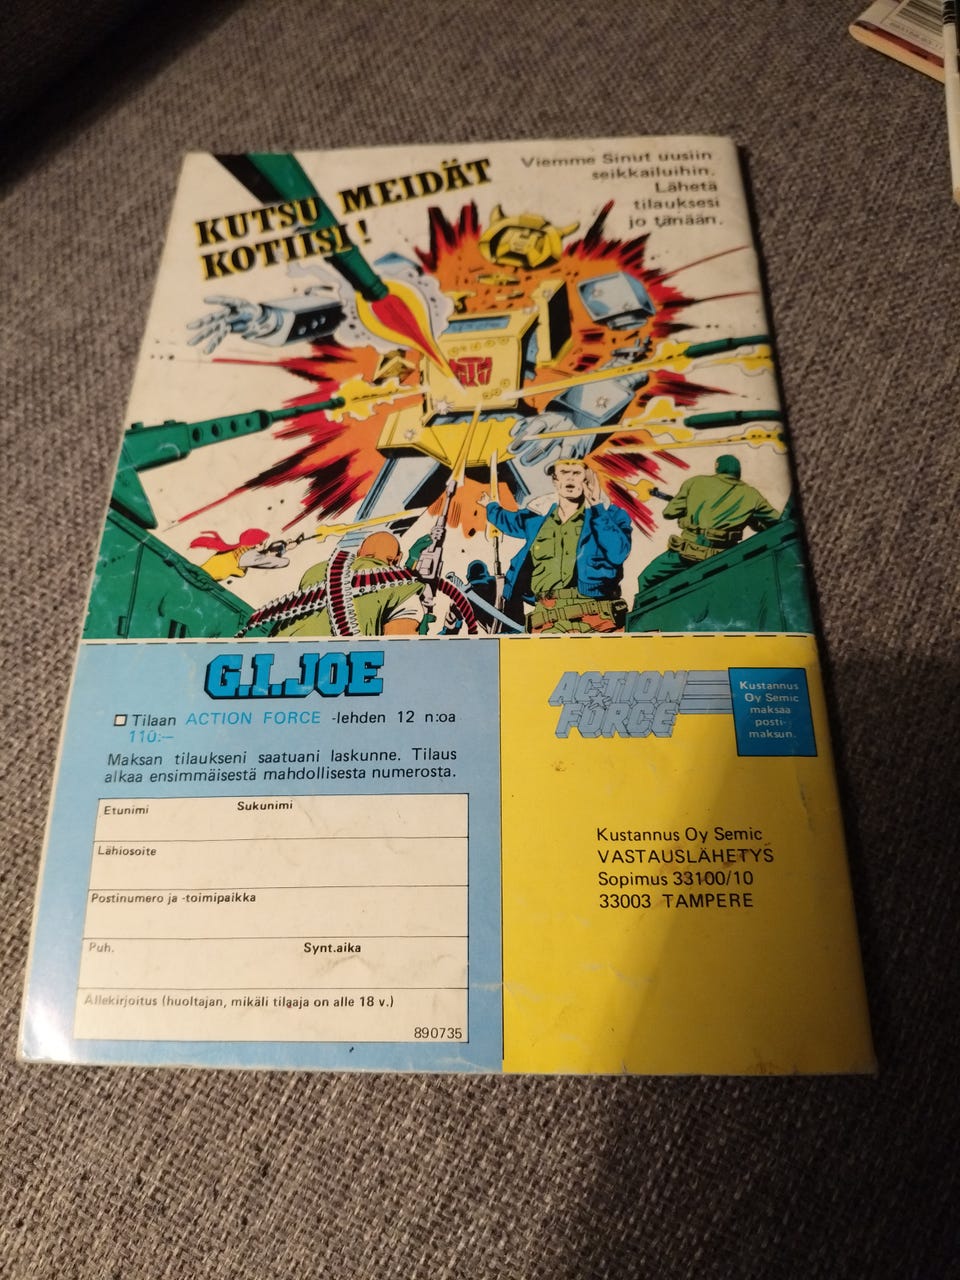 KUTSU MEIDÄT
KOTIISI!
Viemme Sinut uusiin
seikkailuihin.
Lähetä
tilauksesi
jo tänään.
G.I.JOE
Tilaan ACTION FORCE -lehden 12 n:oa
110:—
Maksan tilaukseni saatuani laskunne. Tilaus
alkaa ensimmäisestä mahdollisesta numerosta.
Etunimi Sukunimi
Lähiosoite
Postinumero ja -toimipaikka
Puh. Synt.aika
Allekirjoitus (huoltajan, mikäli tilaaja on alle 18 v.)
890735
ACTION
FORCE
Kustannus
Oy Semic
maksaa
posti-
maksun.
Kustannus Oy Semic
VASTAUSLÄHETYS
Sopimus 33100/10
33003 TAMPERE